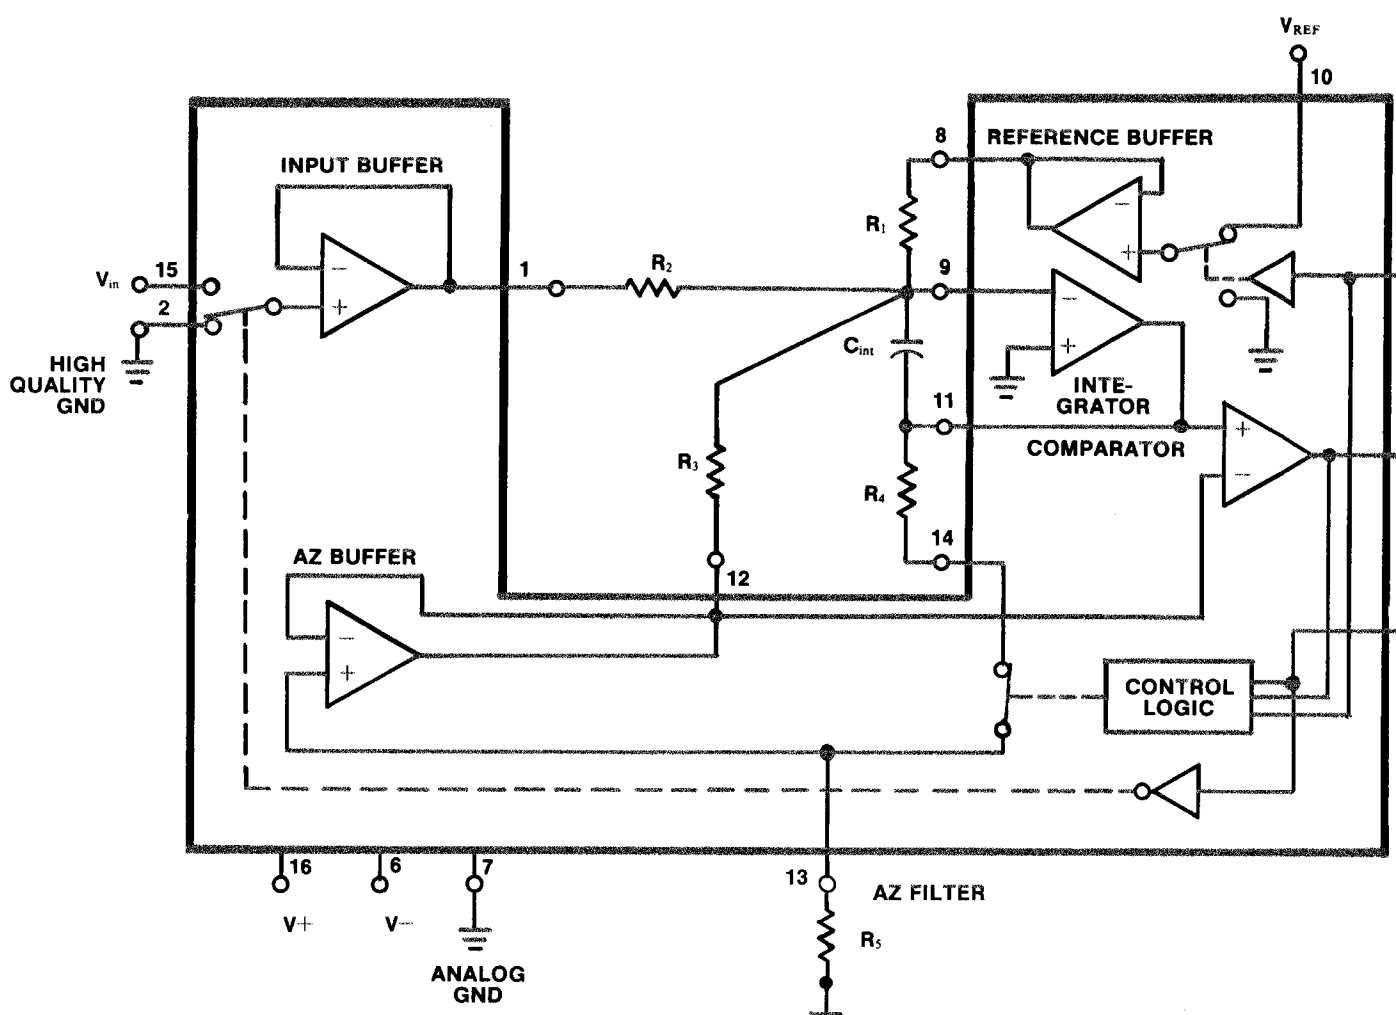 V REF
10
8
REFERENCE BUFFER
INPUT BUFFER
−
+
R₁
−
+
Vin
15
1
R₂
9
−
+
2
Cint
HIGH
QUALITY
GND
INTE-
GRATOR
11
COMPARATOR
+
−
R₃
R₄
14
AZ BUFFER
12
−
+
CONTROL
LOGIC
16
6
7
13
AZ FILTER
V+
V−
R₅
ANALOG
GND